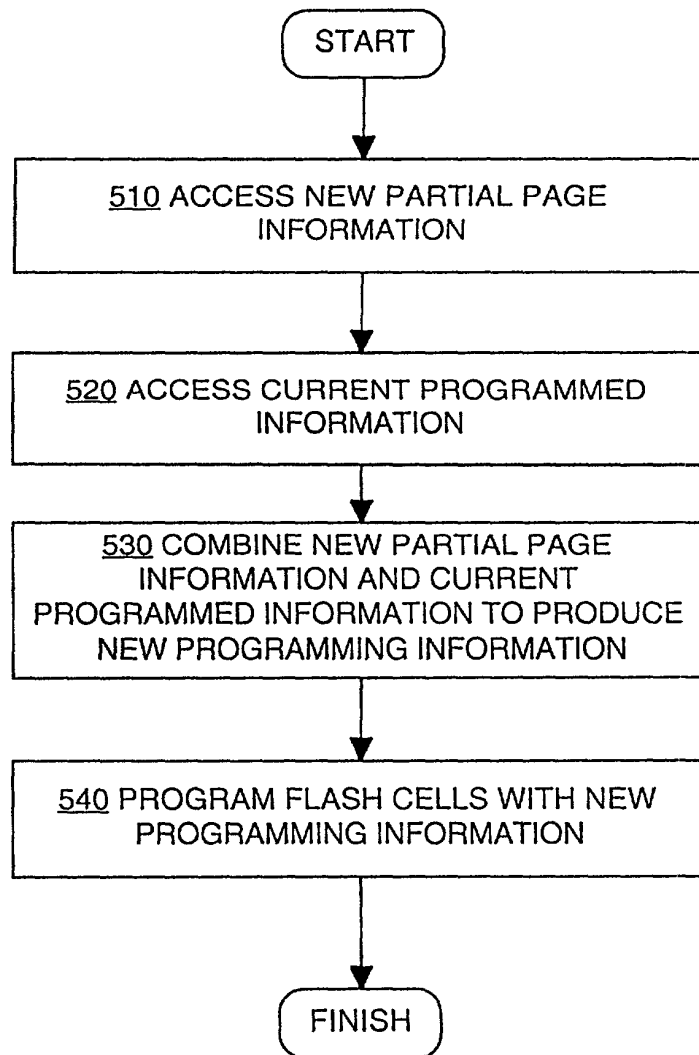 START
510 ACCESS NEW PARTIAL PAGE
INFORMATION
520 ACCESS CURRENT PROGRAMMED
INFORMATION
530 COMBINE NEW PARTIAL PAGE
INFORMATION AND CURRENT
PROGRAMMED INFORMATION TO PRODUCE
NEW PROGRAMMING INFORMATION
540 PROGRAM FLASH CELLS WITH NEW
PROGRAMMING INFORMATION
FINISH